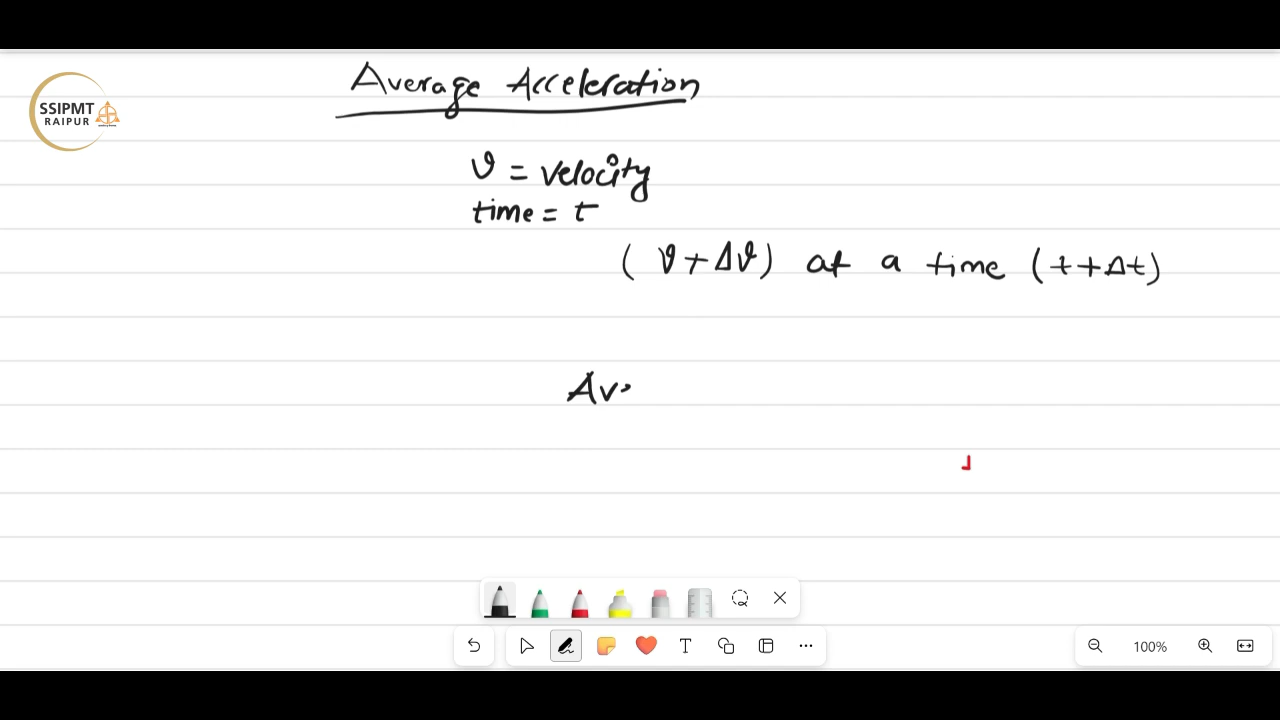 SSIPMT
RAIPUR
Average Acceleration
v = velocity
time = t
(v+Δv) at a time (t+Δt)
Av
100%